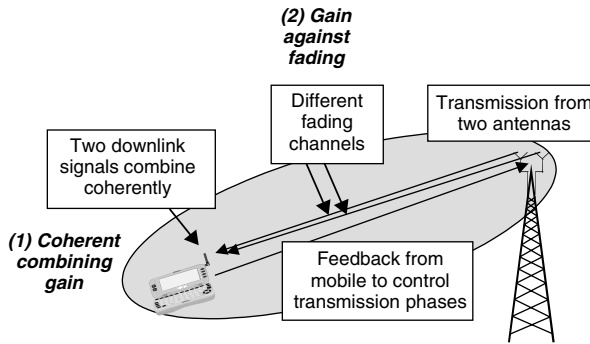 (2) Gain
against
fading
Different
fading
channels
Transmission from
two antennas
Two downlink
signals combine
coherently
(1) Coherent
combining
gain
Feedback from
mobile to control
transmission phases